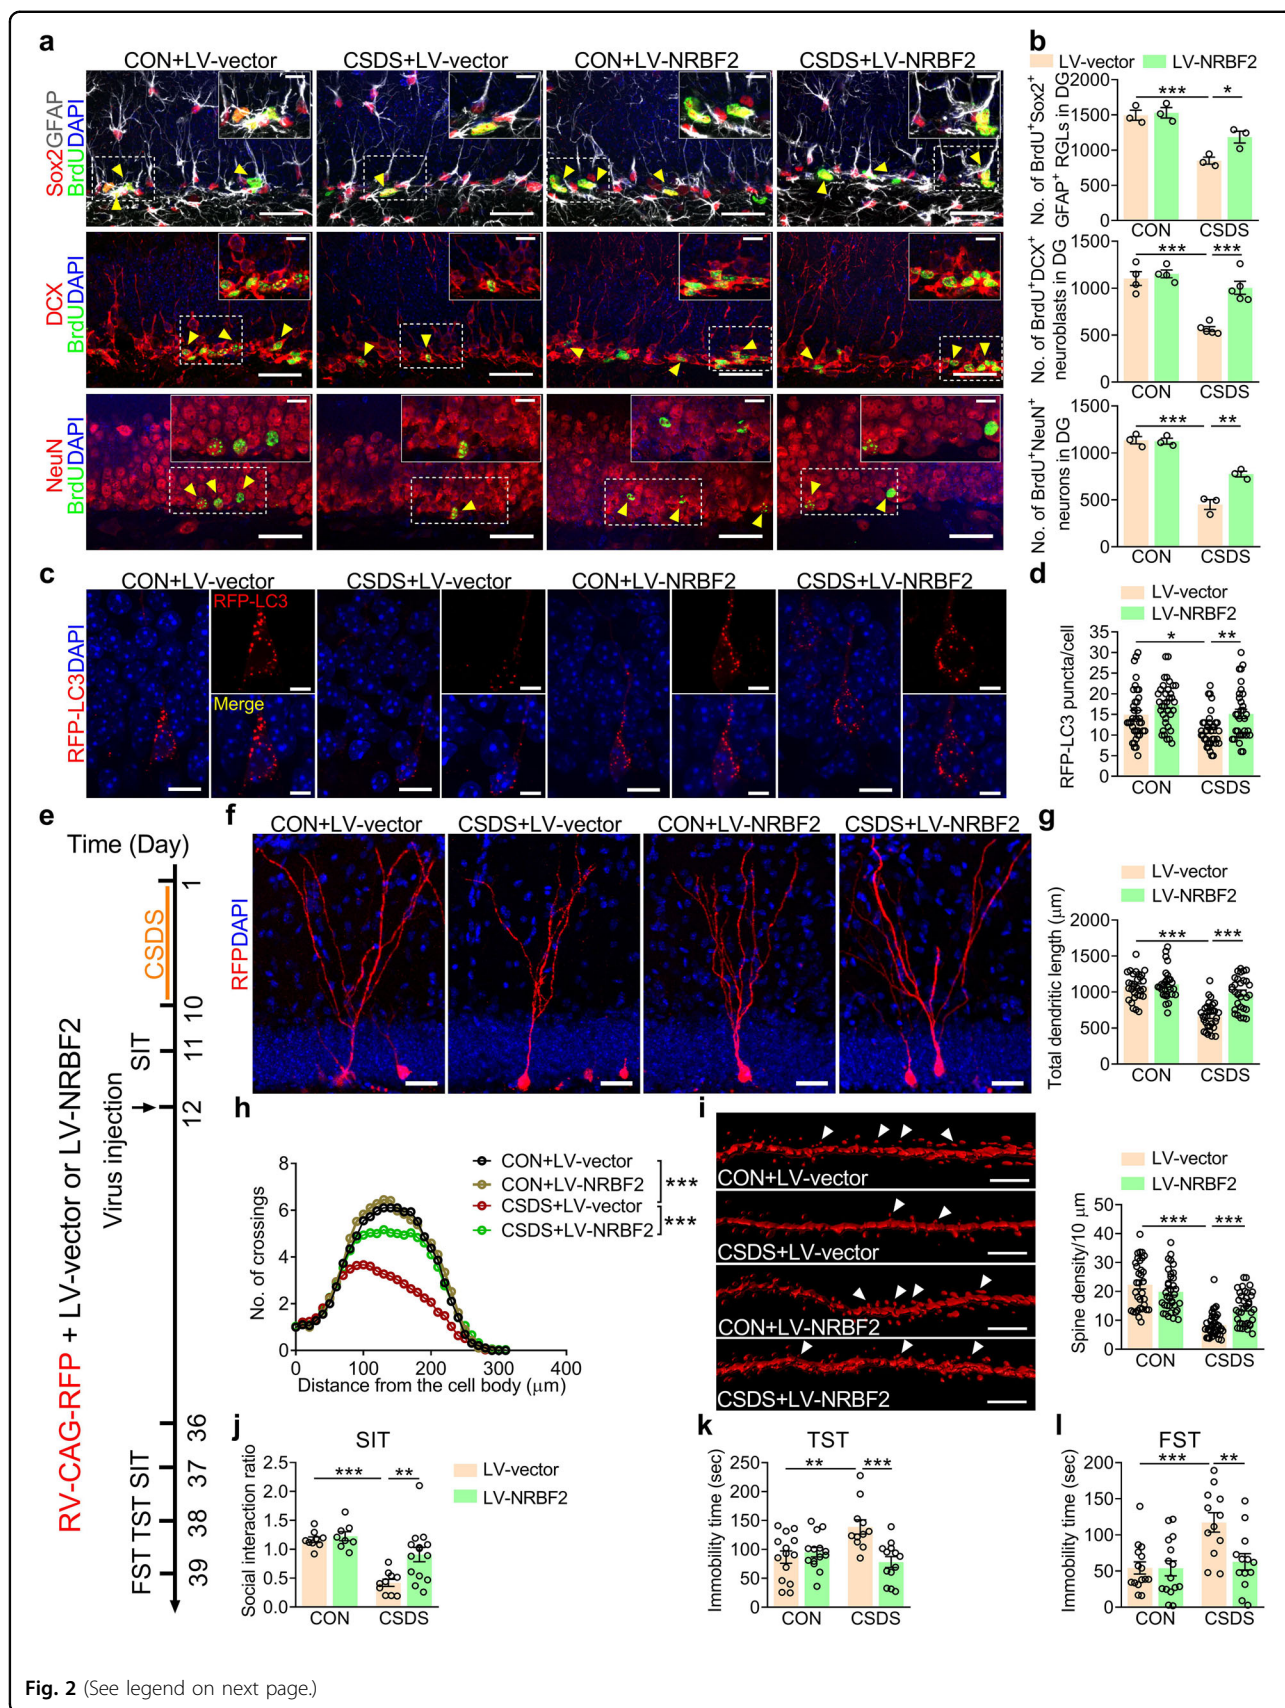 a
CON+LV-vector
CSDS+LV-vector
CON+LV-NRBF2
CSDS+LV-NRBF2
Sox2GFAP
BrdUDAPI
DCX
BrdUDAPI
NeuN
BrdUDAPI
b
LV-vector
LV-NRBF2
No. of BrdU⁺Sox2⁺
GFAP⁺ RGLs in DG
2000
1500
1000
500
0
***
*
CON
CSDS
No. of BrdU⁺DCX⁺
neuroblasts in DG
1500
1000
500
0
***
***
CON
CSDS
No. of BrdU⁺NeuN⁺
neurons in DG
1500
1000
500
0
***
**
CON
CSDS
c
CON+LV-vector
CSDS+LV-vector
CON+LV-NRBF2
CSDS+LV-NRBF2
RFP-LC3DAPI
RFP-LC3
Merge
d
LV-vector
LV-NRBF2
RFP-LC3 puncta/cell
35
30
25
20
15
10
5
0
*
**
CON
CSDS
e
Time (Day)
1
CSDS
10
SIT
11
Virus injection
12
RV-CAG-RFP + LV-vector or LV-NRBF2
36
FST TST SIT
37
38
39
f
CON+LV-vector
CSDS+LV-vector
CON+LV-NRBF2
CSDS+LV-NRBF2
RFPDAPI
g
LV-vector
LV-NRBF2
Total dendritic length (μm)
2000
1500
1000
500
0
***
***
CON
CSDS
h
No. of crossings
8
6
4
2
0
CON+LV-vector
CON+LV-NRBF2
CSDS+LV-vector
CSDS+LV-NRBF2
***
***
0
100
200
300
400
Distance from the cell body (μm)
i
CON+LV-vector
CSDS+LV-vector
CON+LV-NRBF2
CSDS+LV-NRBF2
LV-vector
LV-NRBF2
Spine density/10 μm
50
40
30
20
10
0
***
***
CON
CSDS
j
SIT
Social interaction ratio
2.5
2.0
1.5
1.0
0.5
0.0
***
**
LV-vector
LV-NRBF2
CON
CSDS
k
TST
Immobility time (sec)
250
200
150
100
50
0
**
***
CON
CSDS
l
FST
Immobility time (sec)
200
150
100
50
0
***
**
CON
CSDS
Fig. 2 (See legend on next page.)